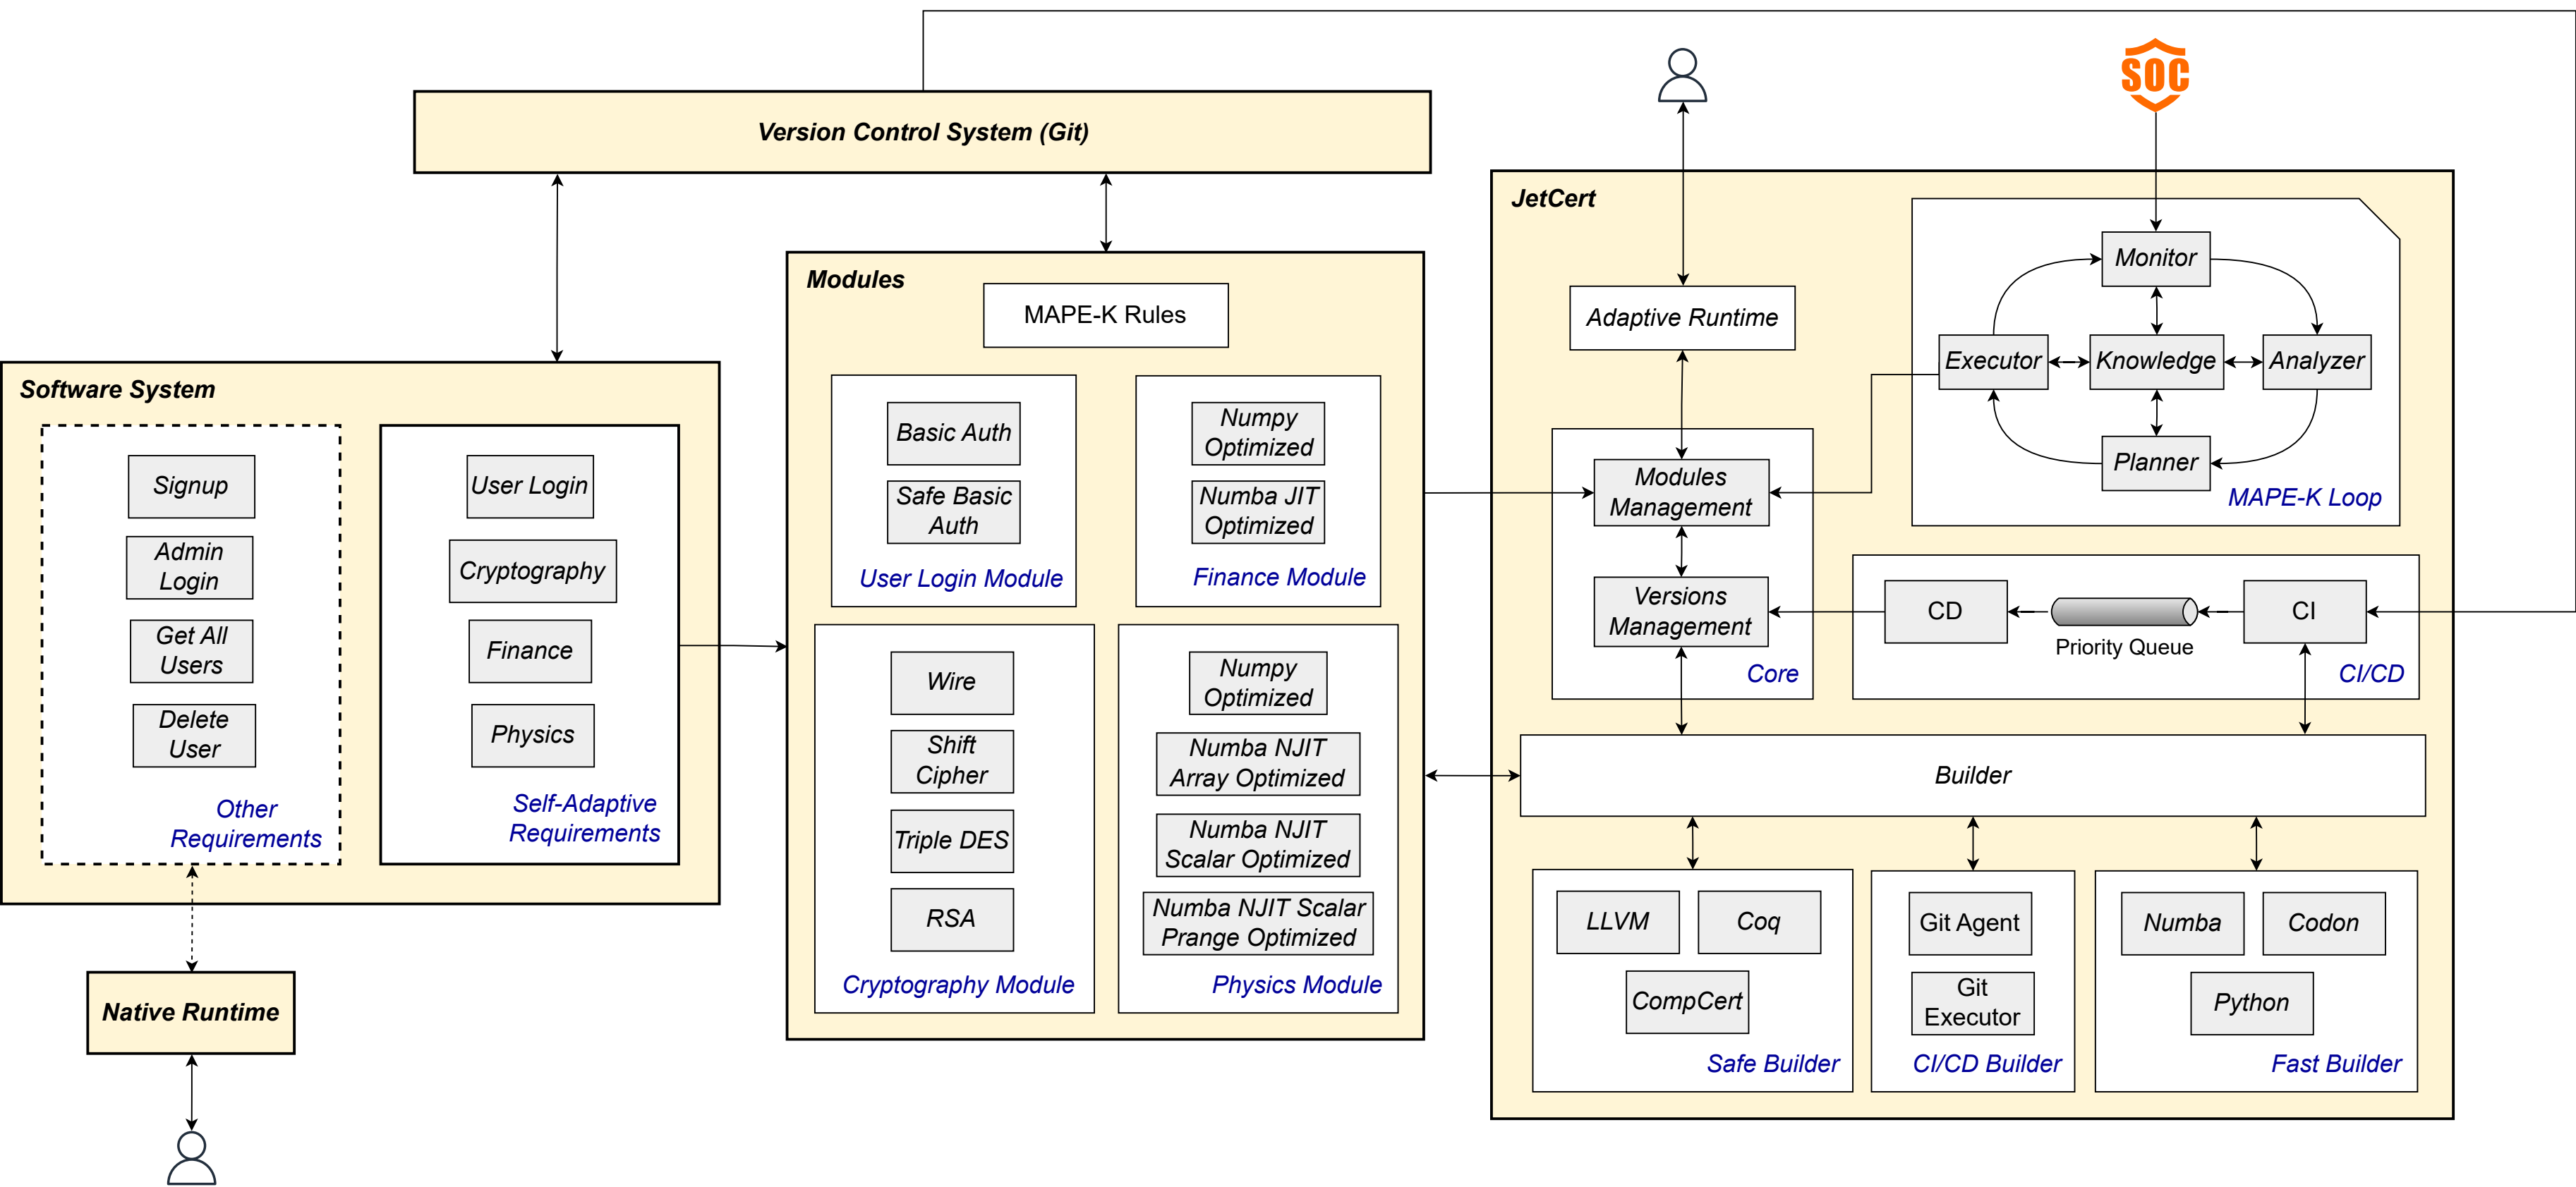 SOC
Version Control System (Git)
JetCert
Monitor
Executor
Knowledge
Analyzer
Planner
MAPE-K Loop
Adaptive Runtime
Modules
Management
Versions
Management
Core
CD
Priority Queue
CI
CI/CD
Builder
LLVM
Coq
CompCert
Safe Builder
Git Agent
Git
Executor
CI/CD Builder
Numba
Codon
Python
Fast Builder
Modules
MAPE-K Rules
Basic Auth
Safe Basic
Auth
User Login Module
Numpy
Optimized
Numba JIT
Optimized
Finance Module
Wire
Shift
Cipher
Triple DES
RSA
Cryptography Module
Numpy
Optimized
Numba NJIT
Array Optimized
Numba NJIT
Scalar Optimized
Numba NJIT Scalar
Prange Optimized
Physics Module
Software System
Signup
Admin
Login
Get All
Users
Delete
User
Other
Requirements
User Login
Cryptography
Finance
Physics
Self-Adaptive
Requirements
Native Runtime